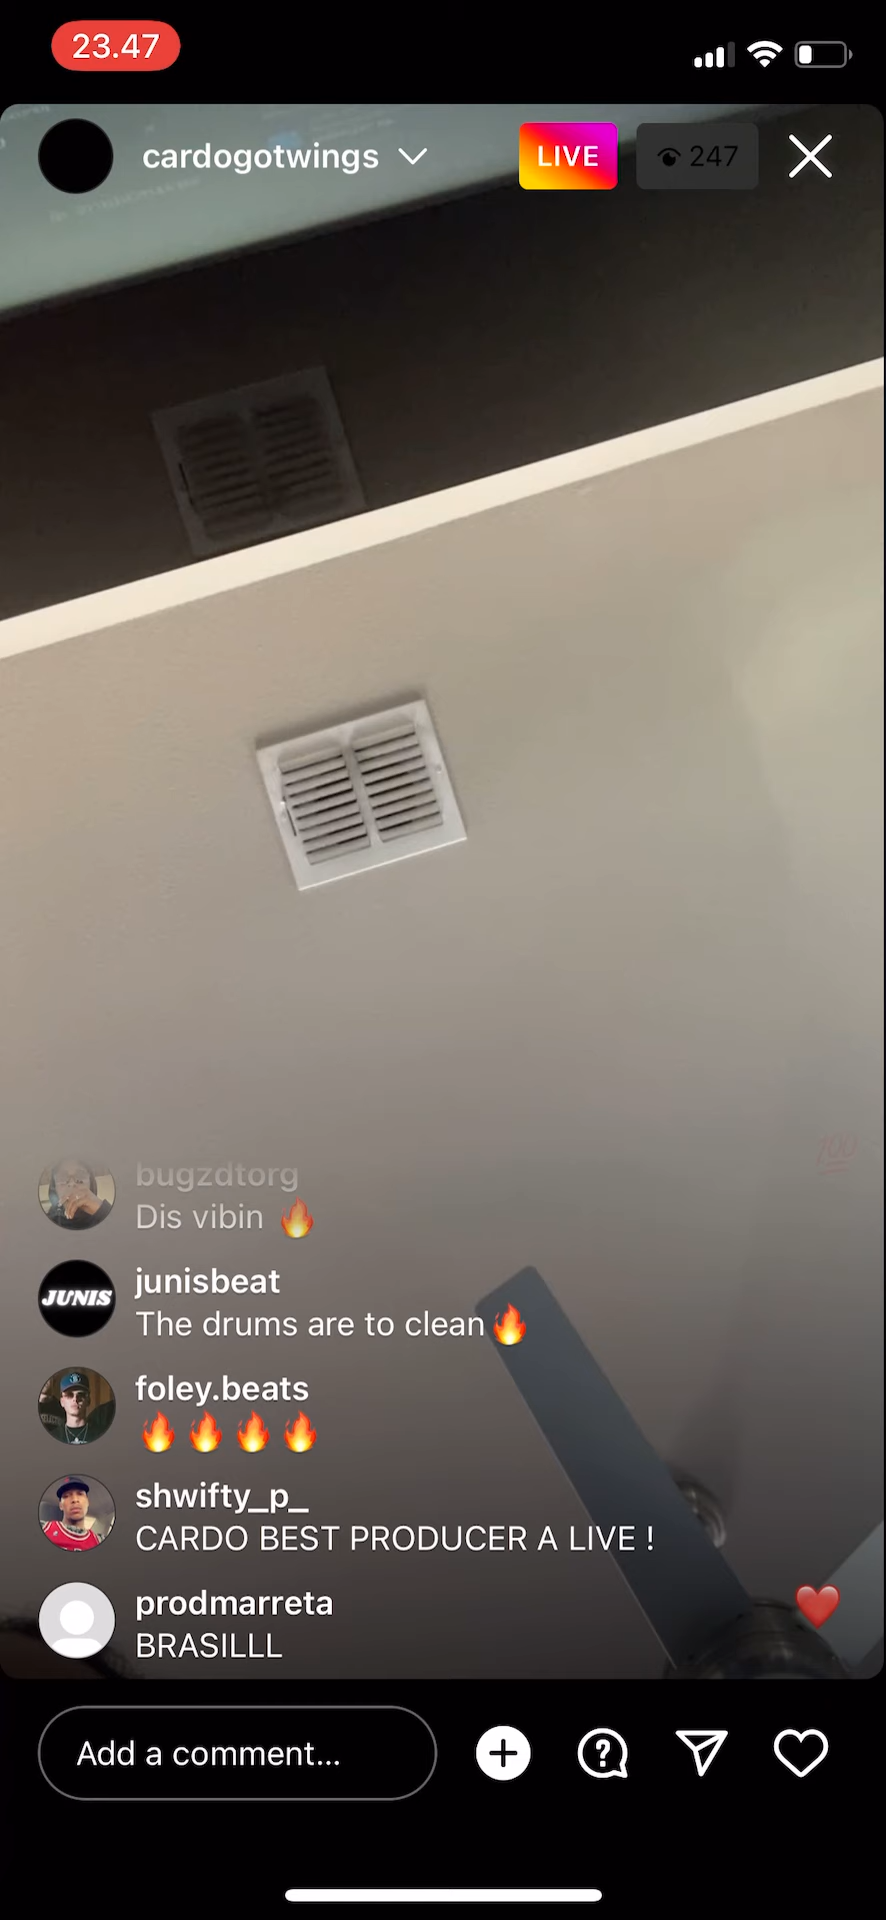 23.47
cardogotwings
LIVE
247
bugzdtorg
Dis vibin 🔥
JUNIS
junisbeat
The drums are to clean🔥
foley.beats
🔥🔥🔥🔥
shwifty_p_
CARDO BEST PRODUCER A LIVE !
prodmarreta
BRASILLL
Add a comment...